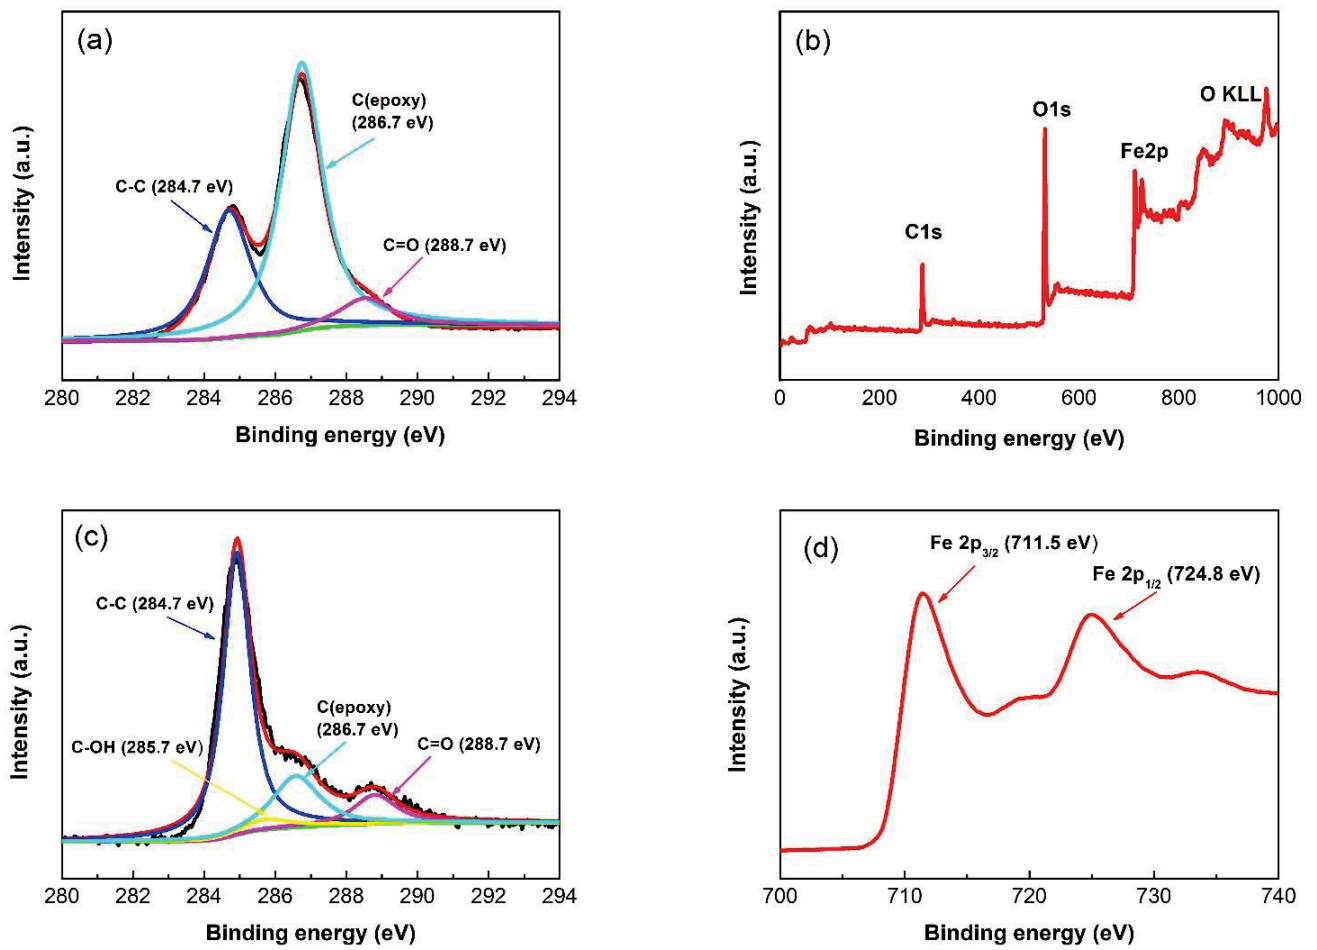 (a)
C(epoxy)
(286.7 eV)
C-C (284.7 eV)
C=O (288.7 eV)
Intensity (a.u.)
280 282 284 286 288 290 292 294
Binding energy (eV)
(b)
O KLL
O1s
Fe2p
C1s
Intensity (a.u.)
0 200 400 600 800 1000
Binding energy (eV)
(c)
C-C (284.7 eV)
C(epoxy)
(286.7 eV)
C-OH (285.7 eV)
C=O (288.7 eV)
Intensity (a.u.)
280 282 284 286 288 290 292 294
Binding energy (eV)
(d)
Fe 2p3/2 (711.5 eV)
Fe 2p1/2 (724.8 eV)
Intensity (a.u.)
700 710 720 730 740
Binding energy (eV)